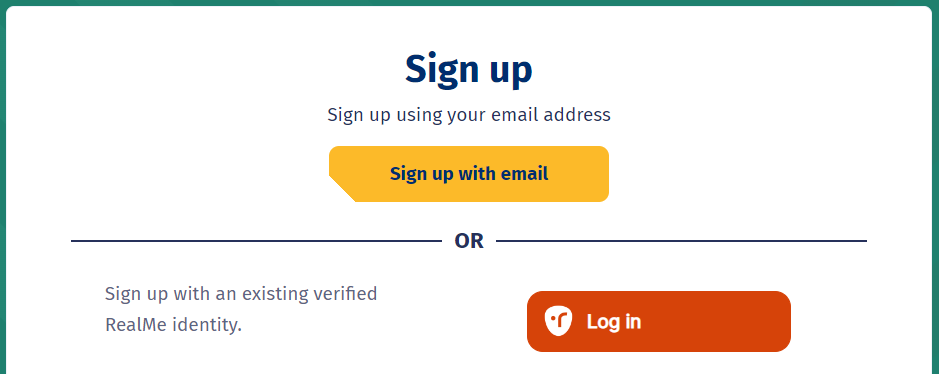 Sign up
Sign up using your email address
Sign up with email
OR
Sign up with an existing verified
RealMe identity.
Log in